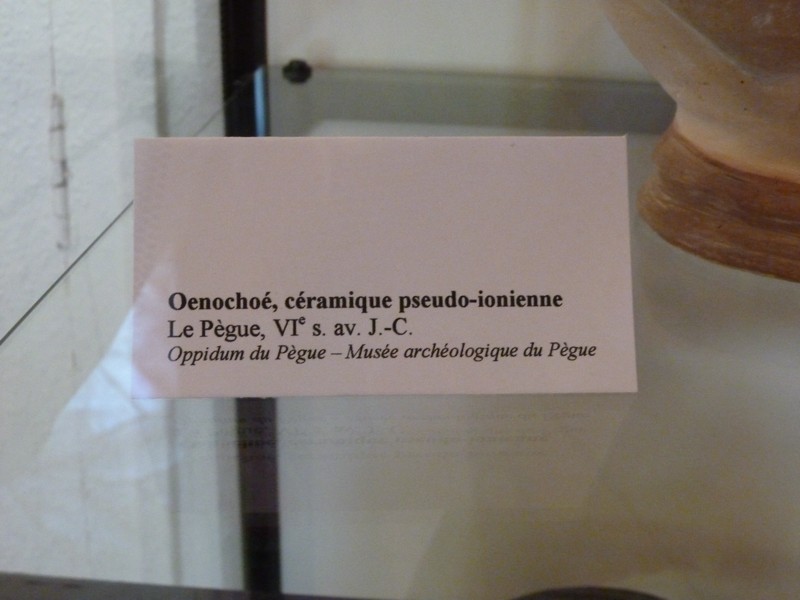 Oenochoé, céramique pseudo-ionienne
Le Pègue, VIe s. av. J.-C.
Oppidum du Pègue – Musée archéologique du Pègue